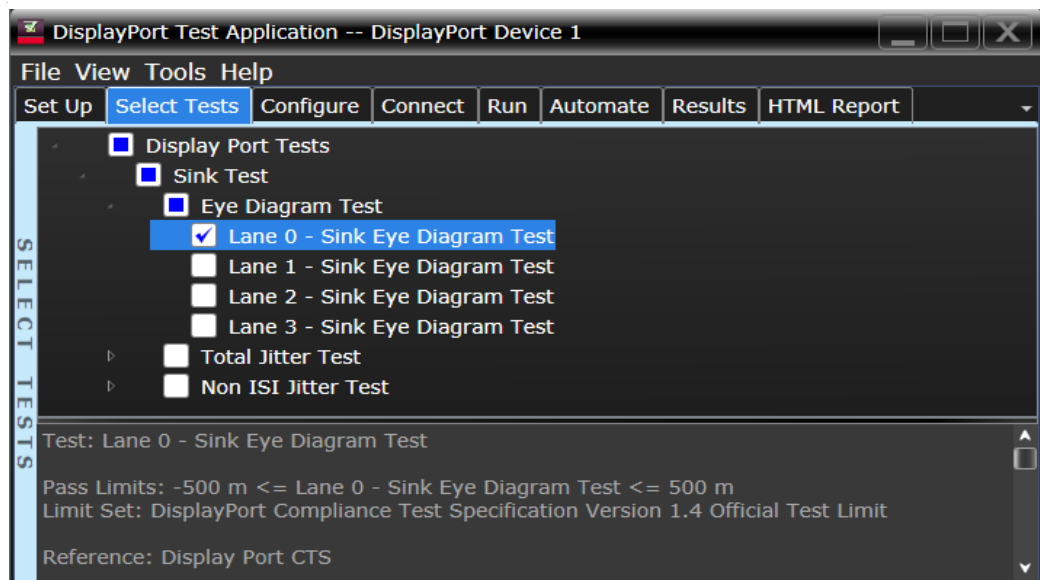 DisplayPort Test Application -- DisplayPort Device 1
File View Tools Help
Set Up Select Tests Configure Connect Run Automate Results HTML Report
SELECT TESTS
Display Port Tests
Sink Test
Eye Diagram Test
Lane 0 - Sink Eye Diagram Test
Lane 1 - Sink Eye Diagram Test
Lane 2 - Sink Eye Diagram Test
Lane 3 - Sink Eye Diagram Test
Total Jitter Test
Non ISI Jitter Test
Test: Lane 0 - Sink Eye Diagram Test
Pass Limits: -500 m <= Lane 0 - Sink Eye Diagram Test <= 500 m
Limit Set: DisplayPort Compliance Test Specification Version 1.4 Official Test Limit
Reference: Display Port CTS